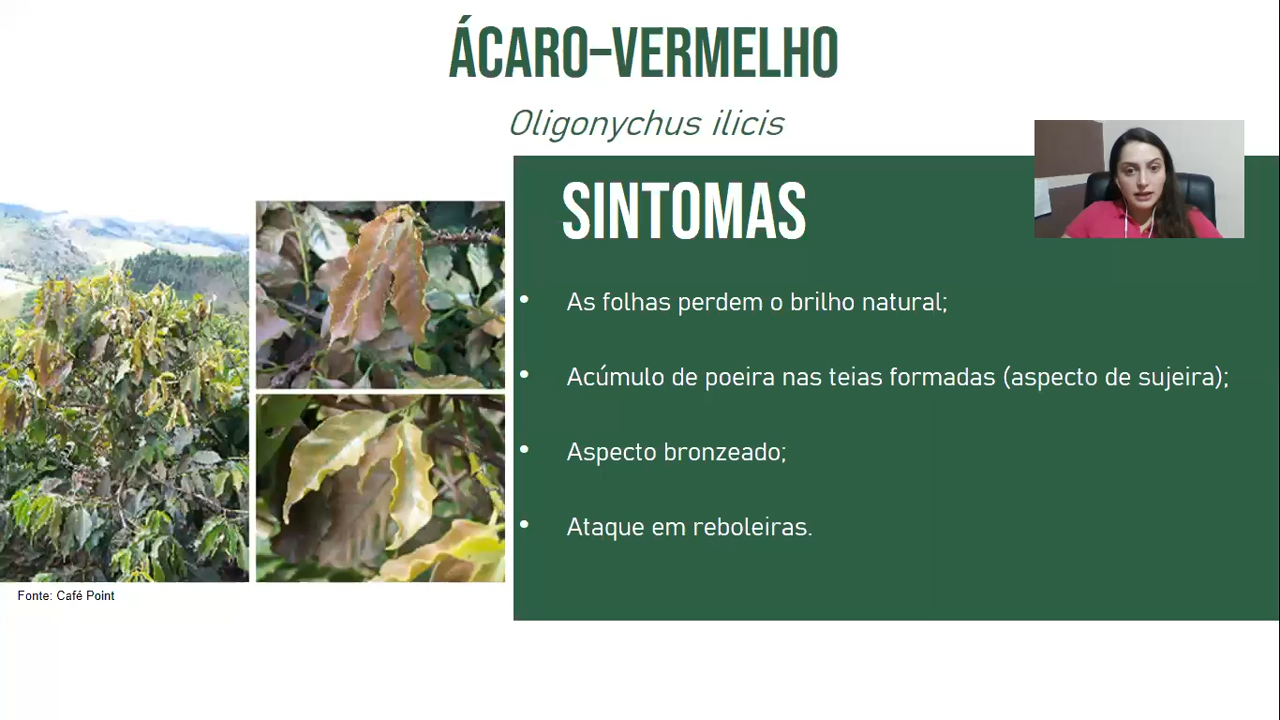 ÁCARO–VERMELHO
Oligonychus ilicis
SINTOMAS
• As folhas perdem o brilho natural;
• Acúmulo de poeira nas teias formadas (aspecto de sujeira);
• Aspecto bronzeado;
• Ataque em reboleiras.
Fonte: Café Point